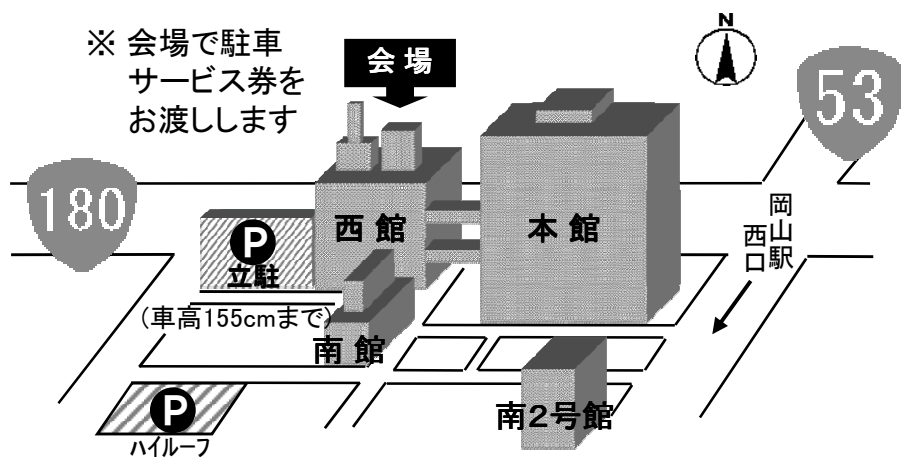 ※ 会場で駐車
サービス券を
お渡しします
会場
N
53
180
西館
本館
岡山駅
西口
P
立駐
(車高155cmまで)
南館
P
ハイルーフ
南2号館